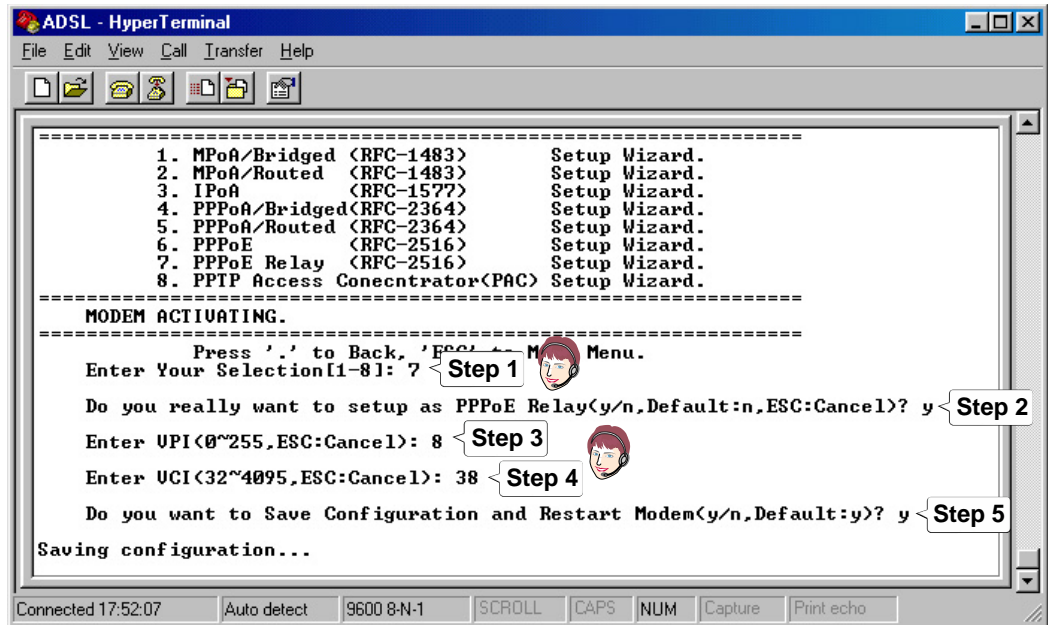 ADSL - HyperTerminal
File Edit View Call Transfer Help
1. MPoA/Bridged (RFC-1483) Setup Wizard.
2. MPoA/Routed (RFC-1483) Setup Wizard.
3. IPoA (RFC-1577) Setup Wizard.
4. PPPoA/Bridged(RFC-2364) Setup Wizard.
5. PPPoA/Routed (RFC-2364) Setup Wizard.
6. PPPoE (RFC-2516) Setup Wizard.
7. PPPoE Relay (RFC-2516) Setup Wizard.
8. PPTP Access Conecntrator(PAC) Setup Wizard.
MODEM ACTIVATING.
Press '.' to Back, 'ESC' to Menu.
Enter Your Selection[1-8]: 7 Step 1
Do you really want to setup as PPPoE Relay(y/n,Default:n,ESC:Cancel)? y Step 2
Enter VPI(0~255,ESC:Cancel): 8 Step 3
Enter VCI(32~4095,ESC:Cancel): 38 Step 4
Do you want to Save Configuration and Restart Modem(y/n,Default:y)? y Step 5
Saving configuration...
Connected 17:52:07 Auto detect 9600 8-N-1 SCROLL CAPS NUM Capture Print echo